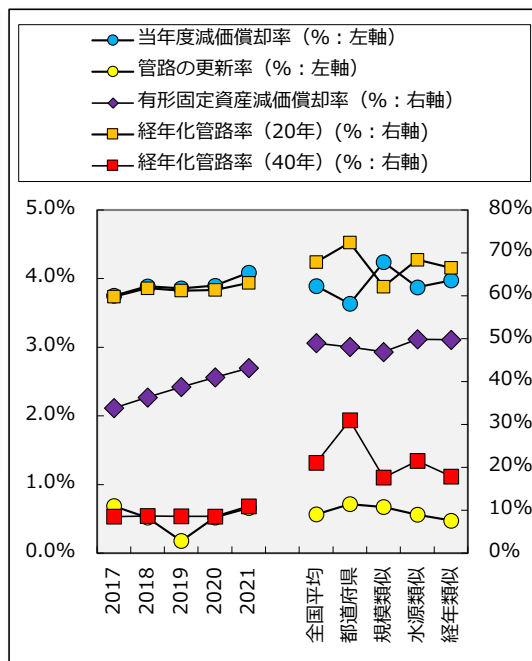 当年度減価償却率（%：左軸）
管路の更新率（%：左軸）
有形固定資産減価償却率（%：右軸）
経年化管路率（20年）(%：右軸)
経年化管路率（40年）(%：右軸)
5.0%
4.0%
3.0%
2.0%
1.0%
0.0%
80%
70%
60%
50%
40%
30%
20%
10%
0%
2017
2018
2019
2020
2021
全国平均
都道府県
規模類似
水源類似
経年類似